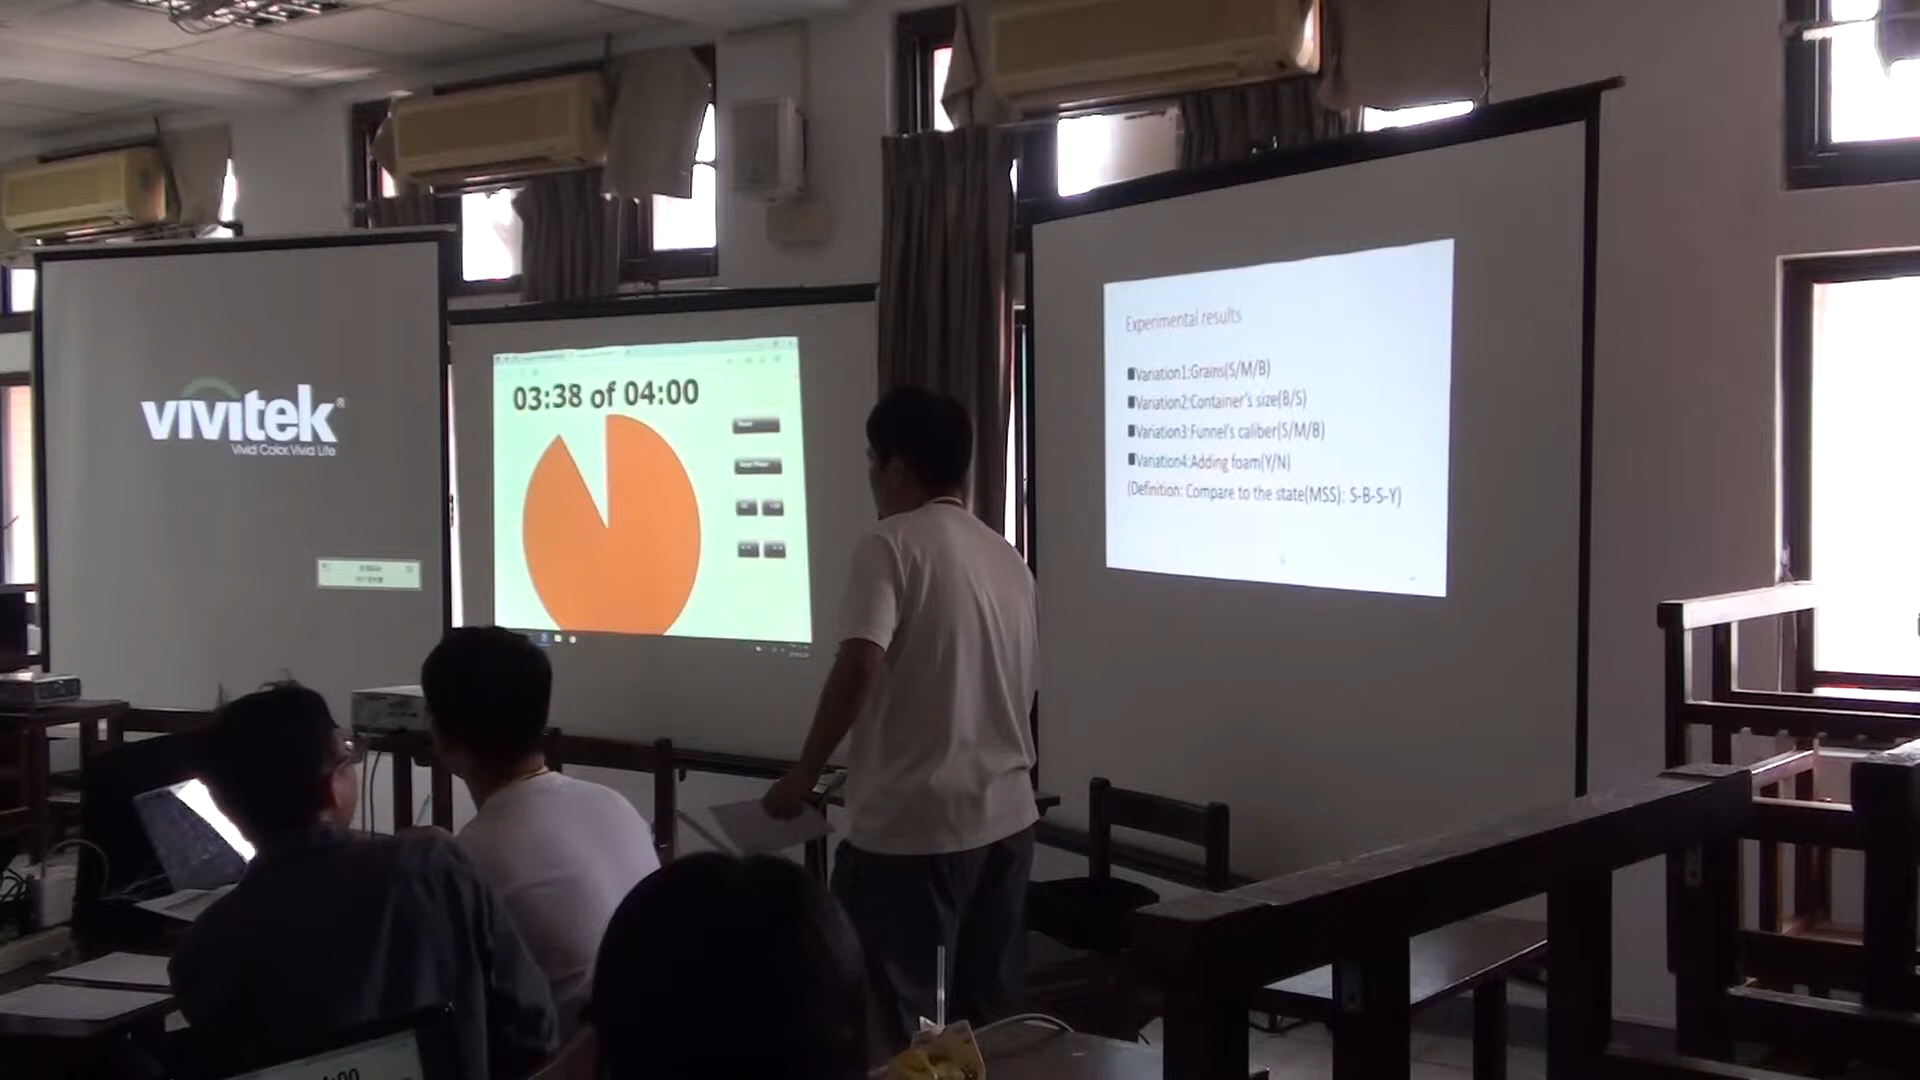 vivitek®
Vivid Color, Vivid Life
03:38 of 04:00
Experimental results
Variation1:Grains(S/M/B)
Variation2:Container's size(B/S)
Variation3:Funnel's caliber(S/M/B)
Variation4:Adding foam(Y/N)
(Definition: Compare to the state(MSS): S-B-S-Y)